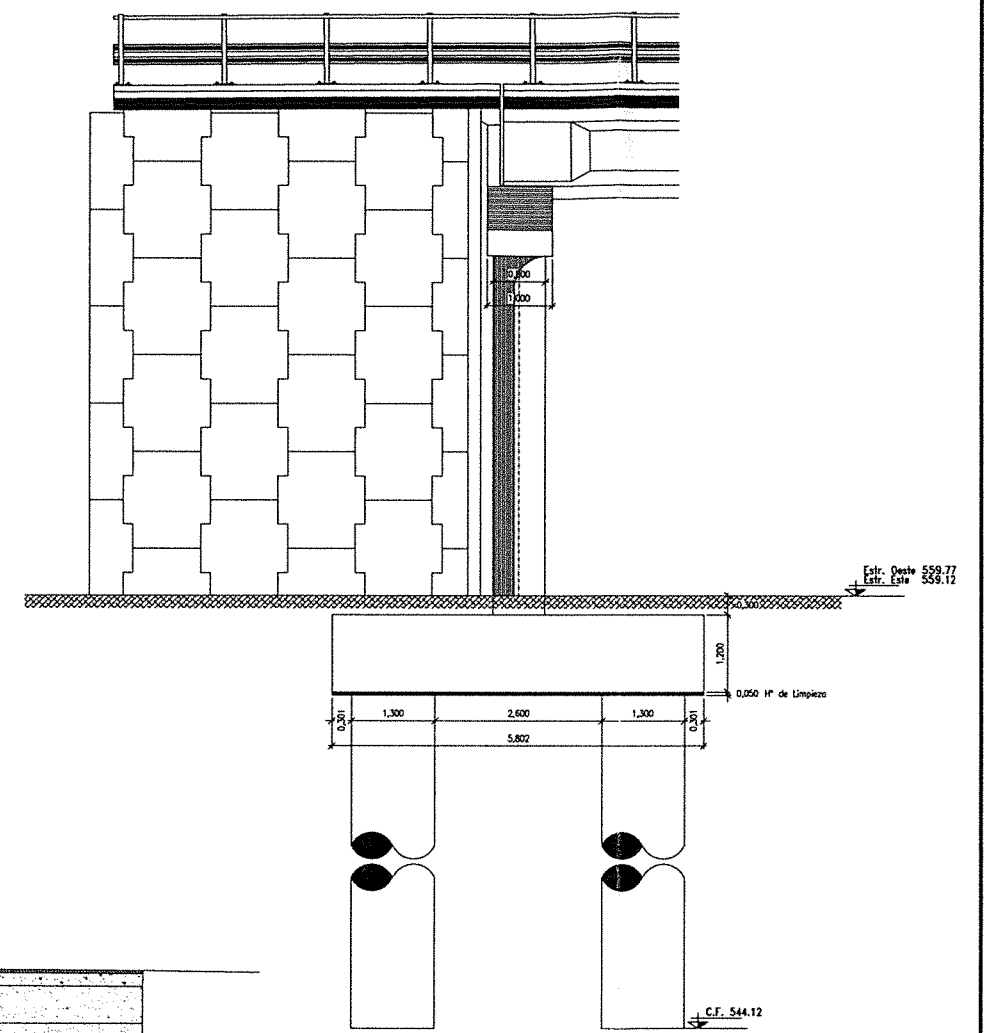 0,800
1,000
Estr. Oeste 559.77
Estr. Este 559.12
0,300
1,200
0,050 Hº de Limpieza
0,301
1,300
2,600
1,300
0,301
5,802
C.F. 544.12